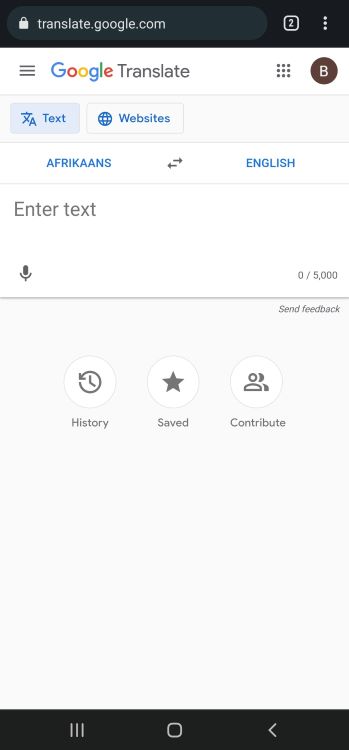 translate.google.com
2
Google Translate
B
Text
Websites
AFRIKAANS
ENGLISH
Enter text
0 / 5,000
Send feedback
History
Saved
Contribute